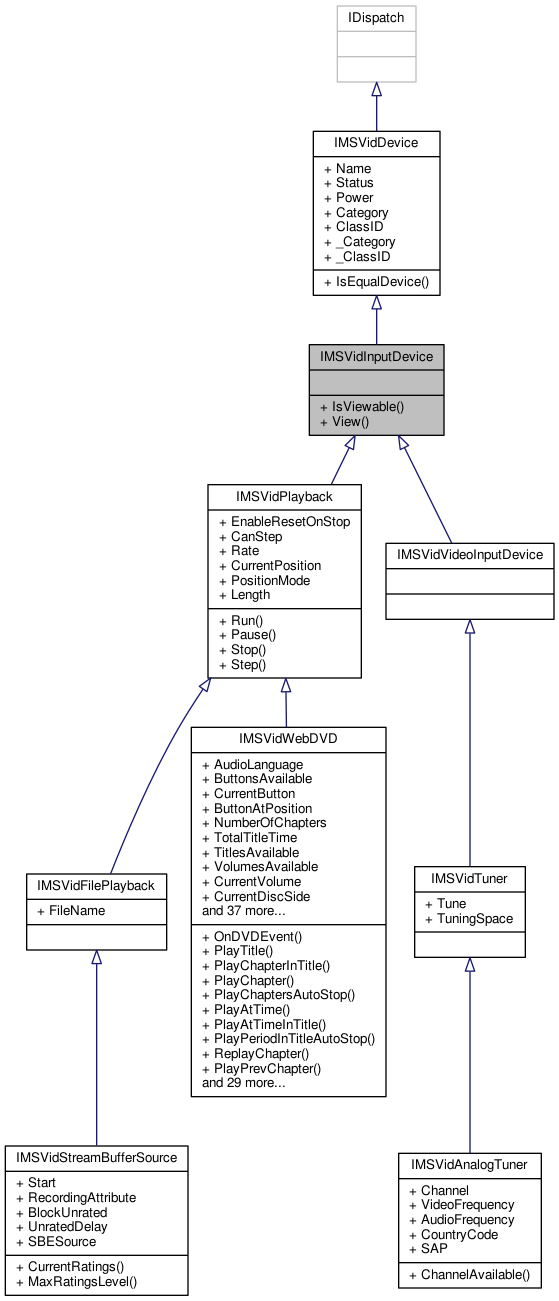 IDispatch
IMSVidDevice
+ Name
+ Status
+ Power
+ Category
+ ClassID
+ _Category
+ _ClassID
+ IsEqualDevice()
IMSVidInputDevice
+ IsViewable()
+ View()
IMSVidPlayback
+ EnableResetOnStop
+ CanStep
+ Rate
+ CurrentPosition
+ PositionMode
+ Length
+ Run()
+ Pause()
+ Stop()
+ Step()
IMSVidVideoInputDevice
IMSVidWebDVD
+ AudioLanguage
+ ButtonsAvailable
+ CurrentButton
+ ButtonAtPosition
+ NumberOfChapters
+ TotalTitleTime
+ TitlesAvailable
+ VolumesAvailable
+ CurrentVolume
+ CurrentDiscSide
and 37 more...
+ OnDVDEvent()
+ PlayTitle()
+ PlayChapterInTitle()
+ PlayChapter()
+ PlayChaptersAutoStop()
+ PlayAtTime()
+ PlayAtTimeInTitle()
+ PlayPeriodInTitleAutoStop()
+ ReplayChapter()
+ PlayPrevChapter()
and 29 more...
IMSVidFilePlayback
+ FileName
IMSVidTuner
+ Tune
+ TuningSpace
IMSVidStreamBufferSource
+ Start
+ RecordingAttribute
+ BlockUnrated
+ UnratedDelay
+ SBESource
+ CurrentRatings()
+ MaxRatingsLevel()
IMSVidAnalogTuner
+ Channel
+ VideoFrequency
+ AudioFrequency
+ CountryCode
+ SAP
+ ChannelAvailable()